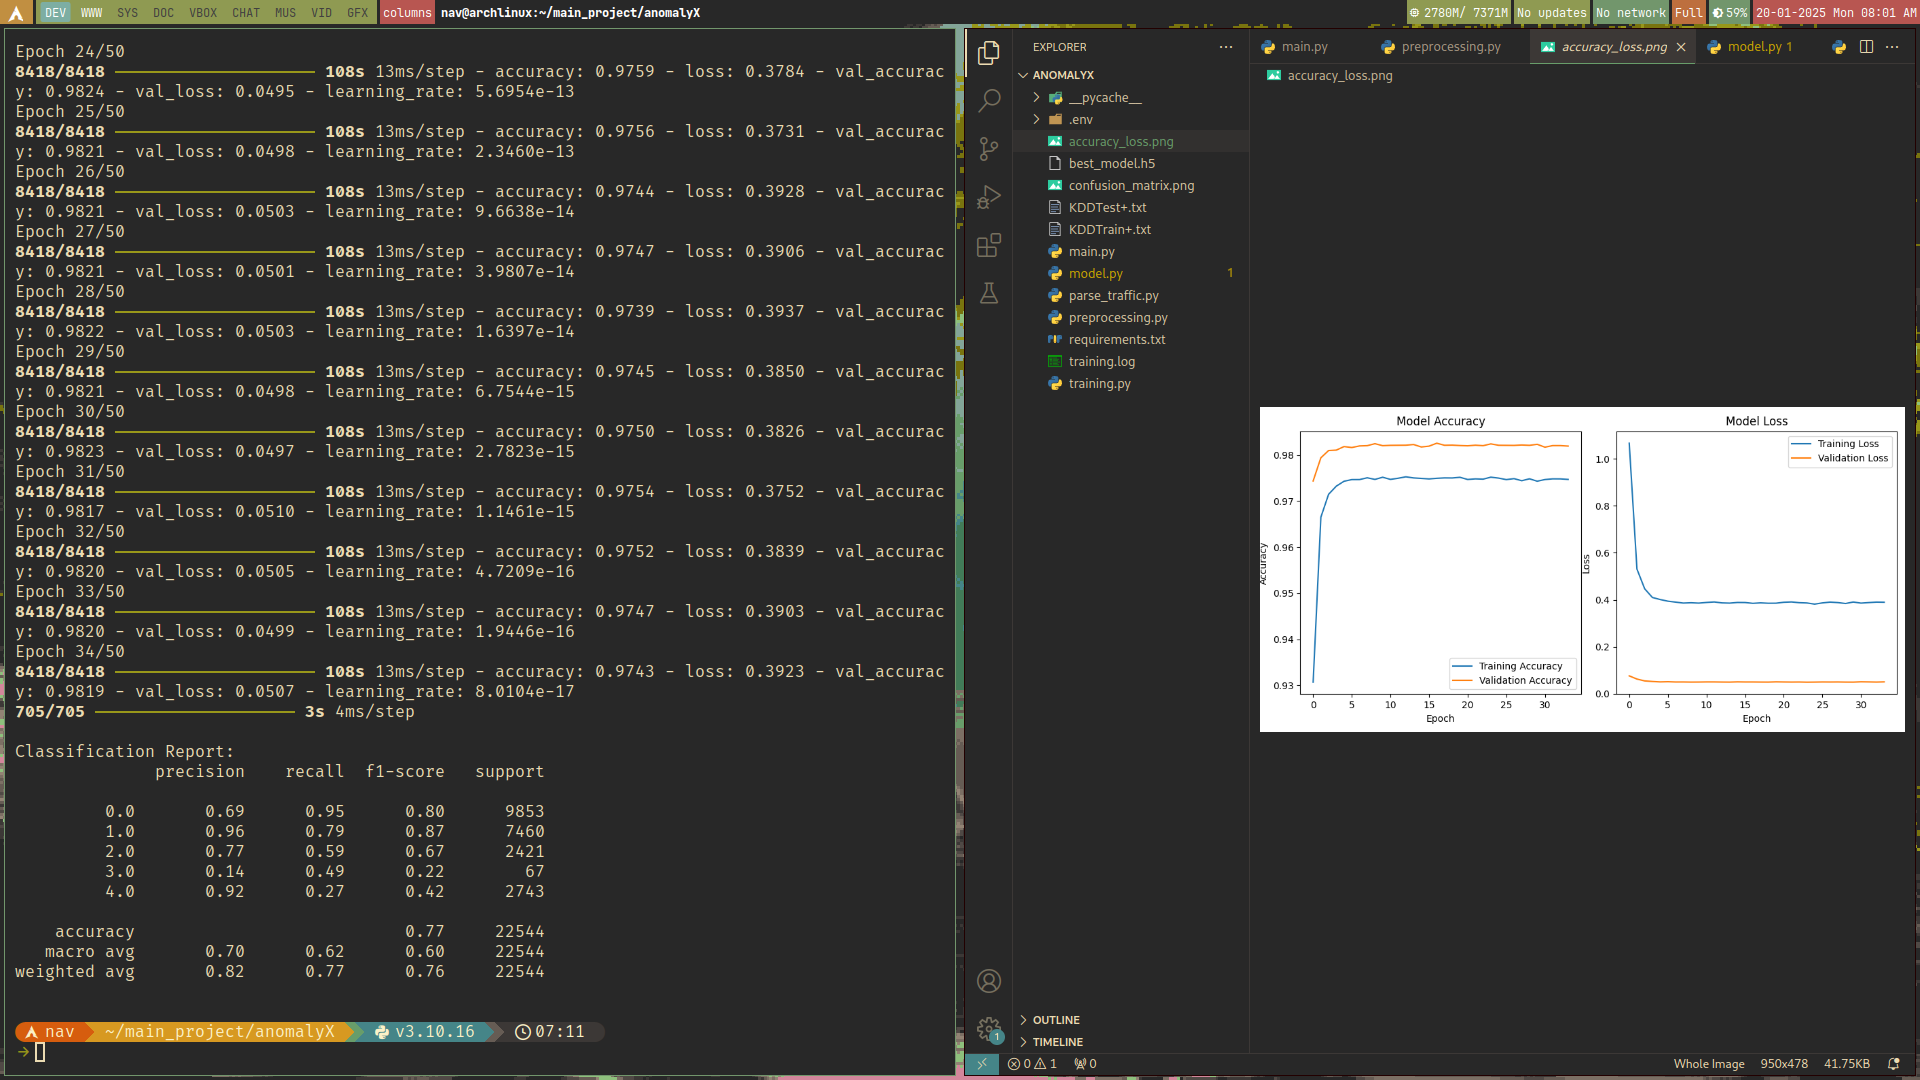 DEV WWW SYS DOC VBOX CHAT MUS VID GFX columns nav@archlinux:~/main_project/anomalyX 2780M/ 7371M No updates No network Full 59% 20-01-2025 Mon 08:01 AM
Epoch 24/50
8418/8418 108s 13ms/step - accuracy: 0.9759 - loss: 0.3784 - val_accurac
y: 0.9824 - val_loss: 0.0495 - learning_rate: 5.6954e-13
Epoch 25/50
8418/8418 108s 13ms/step - accuracy: 0.9756 - loss: 0.3731 - val_accurac
y: 0.9821 - val_loss: 0.0498 - learning_rate: 2.3460e-13
Epoch 26/50
8418/8418 108s 13ms/step - accuracy: 0.9744 - loss: 0.3928 - val_accurac
y: 0.9821 - val_loss: 0.0503 - learning_rate: 9.6638e-14
Epoch 27/50
8418/8418 108s 13ms/step - accuracy: 0.9747 - loss: 0.3906 - val_accurac
y: 0.9821 - val_loss: 0.0501 - learning_rate: 3.9807e-14
Epoch 28/50
8418/8418 108s 13ms/step - accuracy: 0.9739 - loss: 0.3937 - val_accurac
y: 0.9822 - val_loss: 0.0503 - learning_rate: 1.6397e-14
Epoch 29/50
8418/8418 108s 13ms/step - accuracy: 0.9745 - loss: 0.3850 - val_accurac
y: 0.9821 - val_loss: 0.0498 - learning_rate: 6.7544e-15
Epoch 30/50
8418/8418 108s 13ms/step - accuracy: 0.9750 - loss: 0.3826 - val_accurac
y: 0.9823 - val_loss: 0.0497 - learning_rate: 2.7823e-15
Epoch 31/50
8418/8418 108s 13ms/step - accuracy: 0.9754 - loss: 0.3752 - val_accurac
y: 0.9817 - val_loss: 0.0510 - learning_rate: 1.1461e-15
Epoch 32/50
8418/8418 108s 13ms/step - accuracy: 0.9752 - loss: 0.3839 - val_accurac
y: 0.9820 - val_loss: 0.0505 - learning_rate: 4.7209e-16
Epoch 33/50
8418/8418 108s 13ms/step - accuracy: 0.9747 - loss: 0.3903 - val_accurac
y: 0.9820 - val_loss: 0.0499 - learning_rate: 1.9446e-16
Epoch 34/50
8418/8418 108s 13ms/step - accuracy: 0.9743 - loss: 0.3923 - val_accurac
y: 0.9819 - val_loss: 0.0507 - learning_rate: 8.0104e-17
705/705 3s 4ms/step
Classification Report:
precision recall f1-score support
0.0 0.69 0.95 0.80 9853
1.0 0.96 0.79 0.87 7460
2.0 0.77 0.59 0.67 2421
3.0 0.14 0.49 0.22 67
4.0 0.92 0.27 0.42 2743
accuracy 0.77 22544
macro avg 0.70 0.62 0.60 22544
weighted avg 0.82 0.77 0.76 22544
nav ~/main_project/anomalyX v3.10.16 07:11
→
EXPLORER ···
ANOMALYX
__pycache__
.env
accuracy_loss.png
best_model.h5
confusion_matrix.png
KDDTest+.txt
KDDTrain+.txt
main.py
model.py 1
parse_traffic.py
preprocessing.py
requirements.txt
training.log
training.py
OUTLINE
TIMELINE
1
main.py preprocessing.py accuracy_loss.png model.py 1 ···
accuracy_loss.png
Model Accuracy
0.98
0.97
0.96
0.95
0.94
0.93
Accuracy
Training Accuracy
Validation Accuracy
0 5 10 15 20 25 30
Epoch
Model Loss
Training Loss
Validation Loss
1.0
0.8
0.6
0.4
0.2
0.0
Loss
0 5 10 15 20 25 30
Epoch
0 1 0 Whole Image 950x478 41.75KB